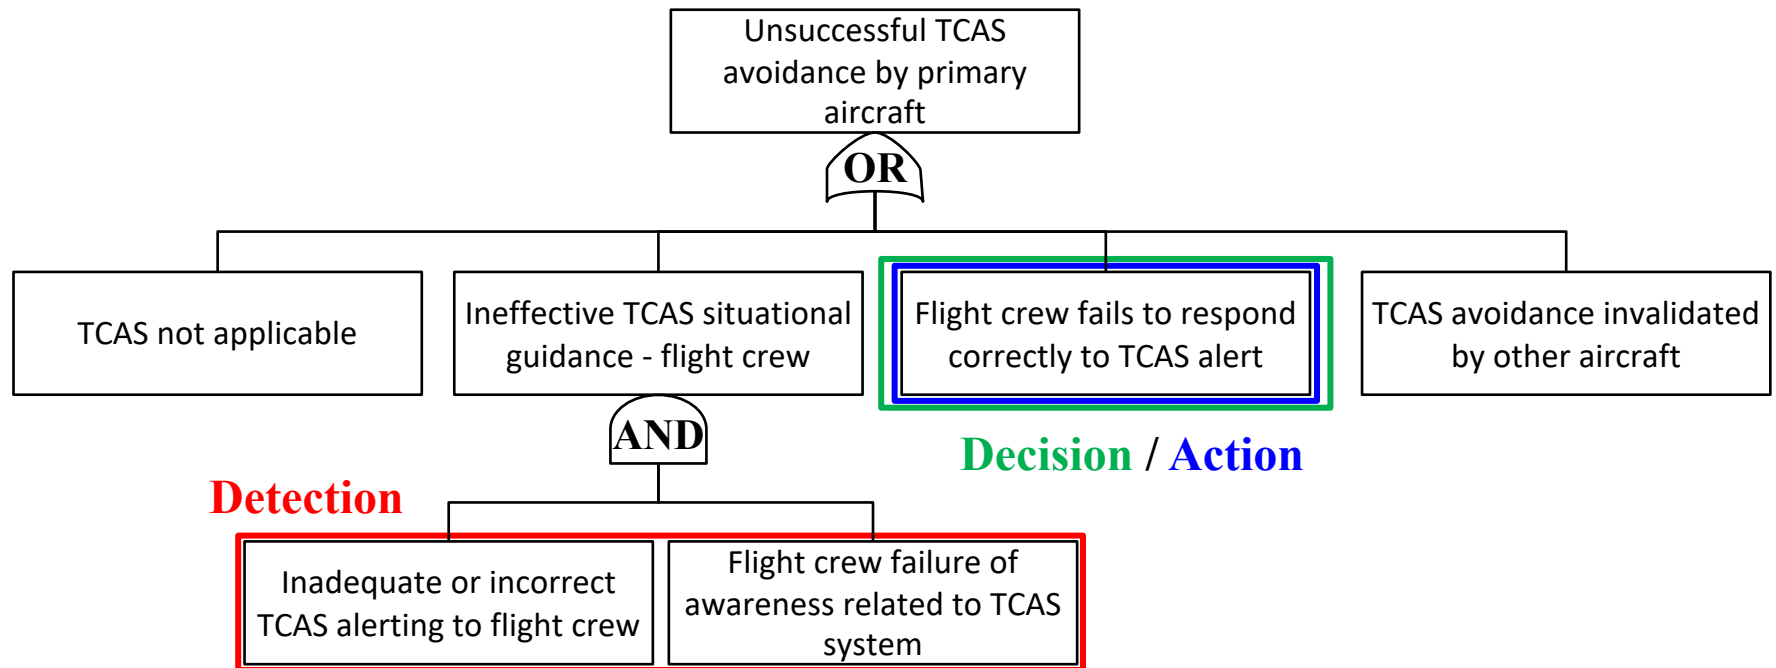 Unsuccessful TCAS
avoidance by primary
aircraft
OR
TCAS not applicable
Ineffective TCAS situational
guidance - flight crew
Flight crew fails to respond
correctly to TCAS alert
TCAS avoidance invalidated
by other aircraft
AND
Decision / Action
Detection
Inadequate or incorrect
TCAS alerting to flight crew
Flight crew failure of
awareness related to TCAS
system